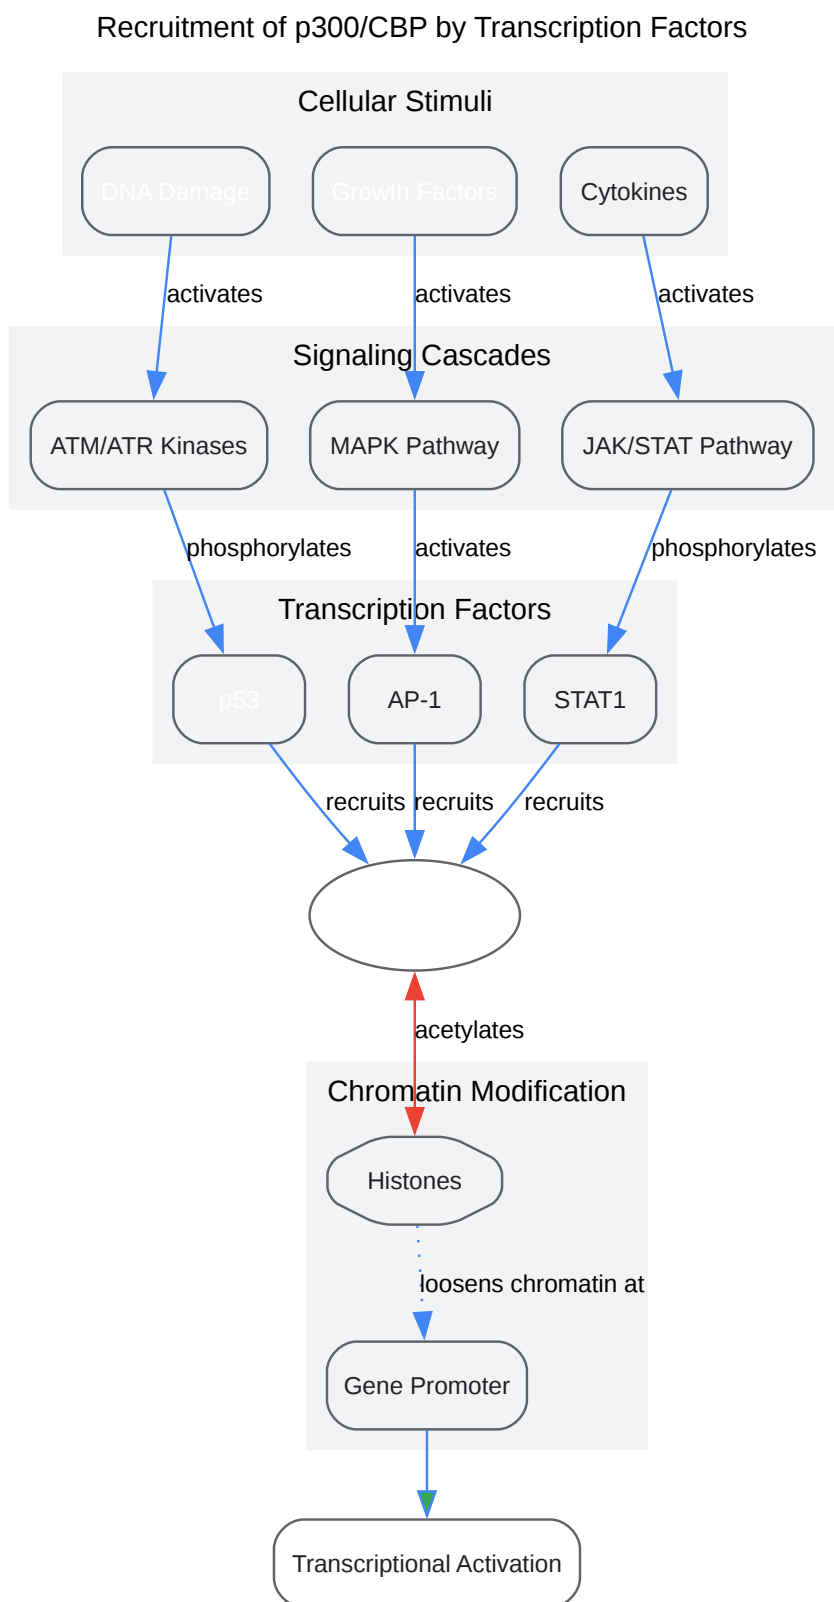 Recruitment of p300/CBP by Transcription Factors
Cellular Stimuli
DNA Damage
Growth Factors
Cytokines
activates
activates
activates
Signaling Cascades
ATM/ATR Kinases
MAPK Pathway
JAK/STAT Pathway
phosphorylates
activates
phosphorylates
Transcription Factors
p53
AP-1
STAT1
recruits
recruits
recruits
acetylates
Chromatin Modification
Histones
loosens chromatin at
Gene Promoter
Transcriptional Activation